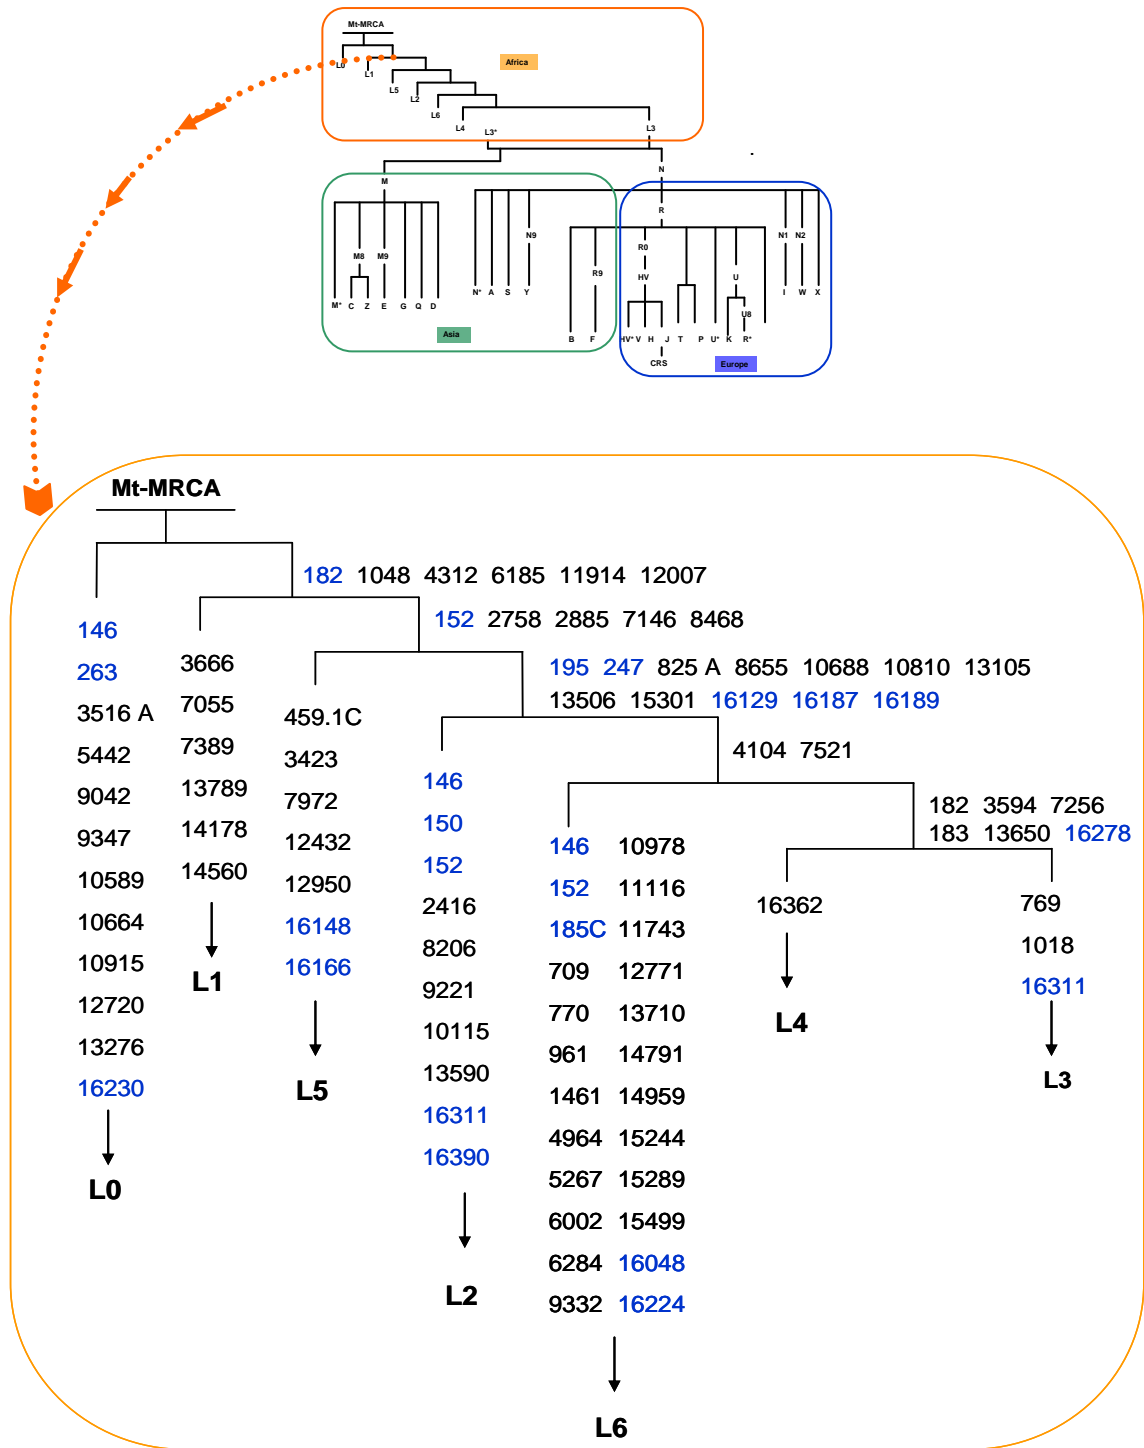 Mt-MRCA
Africa
L0
L1
L5
L2
L6
L4
L3*
L3
N
M
R
N9
N1 N2
R0
M8 M9
R9
HV
U
U8
M* C Z E G Q D
N* A S Y
I W X
B F HV* V H J T P U* K R*
CRS
Asia
Europe
Mt-MRCA
182 1048 4312 6185 11914 12007
152 2758 2885 7146 8468
195 247 825 A 8655 10688 10810 13105
13506 15301 16129 16187 16189
4104 7521
182 3594 7256
183 13650 16278
146
263
3516 A
5442
9042
9347
10589
10664
10915
12720
13276
16230
L0
3666
7055
7389
13789
14178
14560
L1
459.1C
3423
7972
12432
12950
16148
16166
L5
146
150
152
2416
8206
9221
10115
13590
16311
16390
L2
146 10978
152 11116
185C 11743
709 12771
770 13710
961 14791
1461 14959
4964 15244
5267 15289
6002 15499
6284 16048
9332 16224
L6
16362
L4
769
1018
16311
L3